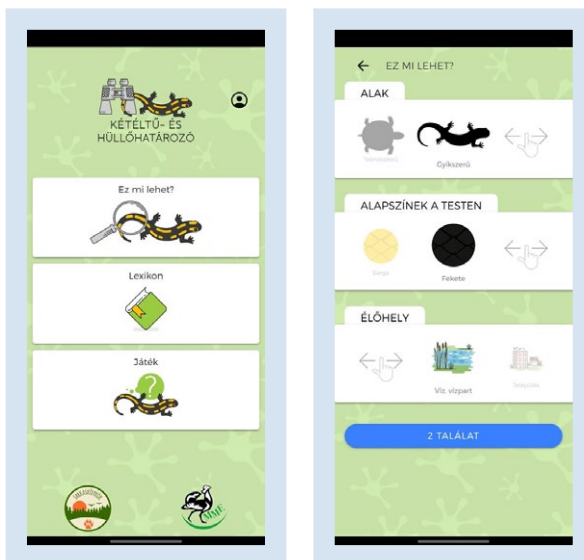 KÉTÉLTŰ- ÉS
HÜLLŐHATÁROZÓ
Ez mi lehet?
Lexikon
Játék
MME
EZ MI LEHET?
ALAK
Teknősszerű
Gyíkszerű
ALAPSZÍNEK A TESTEN
Sárga
Fekete
ÉLŐHELY
Víz, vízpart
Település
2 TALÁLAT